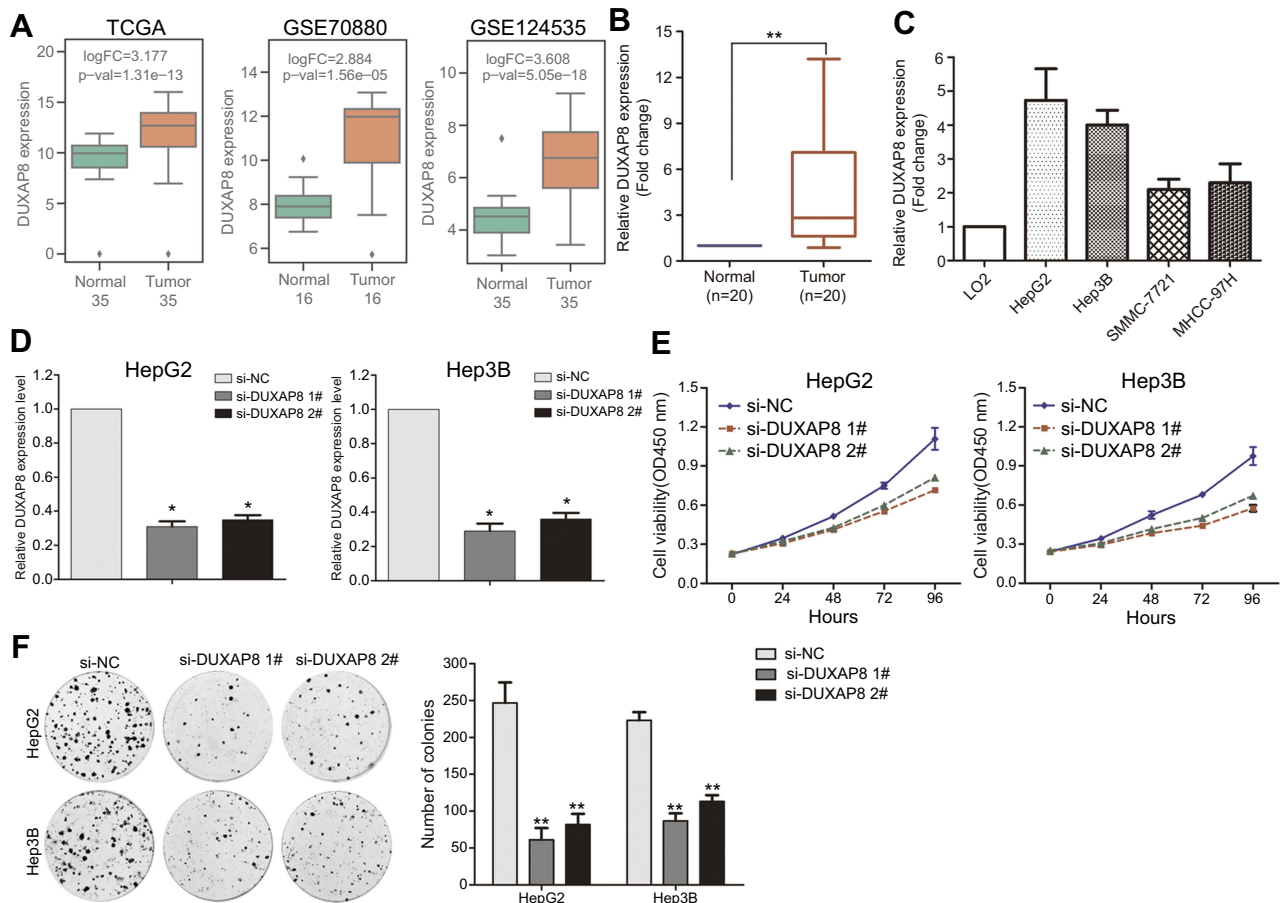 A
TCGA
DUXAP8 expression
20
15
10
5
0
logFC=3.177
p−val=1.31e−13
Normal
35
Tumor
35
GSE70880
DUXAP8 expression
14
12
10
8
6
logFC=2.884
p−val=1.56e−05
Normal
16
Tumor
16
GSE124535
DUXAP8 expression
10
8
6
4
logFC=3.608
p−val=5.05e−18
Normal
35
Tumor
35
B
Relative DUXAP8 expression
(Fold change)
15
12
9
6
3
0
**
Normal
(n=20)
Tumor
(n=20)
C
Relative DUXAP8 expression
(Fold change)
6
5
4
3
2
1
0
LO2
HepG2
Hep3B
SMMC-7721
MHCC-97H
D
HepG2
Relative DUXAP8 expression level
1.2
1.0
0.8
0.6
0.4
0.2
0.0
si-NC
si-DUXAP8 1#
si-DUXAP8 2#
*
*
Hep3B
Relative DUXAP8 expression level
1.2
1.0
0.8
0.6
0.4
0.2
0.0
si-NC
si-DUXAP8 1#
si-DUXAP8 2#
*
*
E
HepG2
Cell viability(OD450 nm)
1.5
1.2
0.9
0.6
0.3
0.0
si-NC
si-DUXAP8 1#
si-DUXAP8 2#
0 24 48 72 96
Hours
Hep3B
Cell viability(OD450 nm)
1.5
1.2
0.9
0.6
0.3
0.0
si-NC
si-DUXAP8 1#
si-DUXAP8 2#
0 24 48 72 96
Hours
F
si-NC si-DUXAP8 1# si-DUXAP8 2#
HepG2
Hep3B
Number of colonies
300
250
200
150
100
50
0
** **
** **
HepG2 Hep3B
si-NC
si-DUXAP8 1#
si-DUXAP8 2#